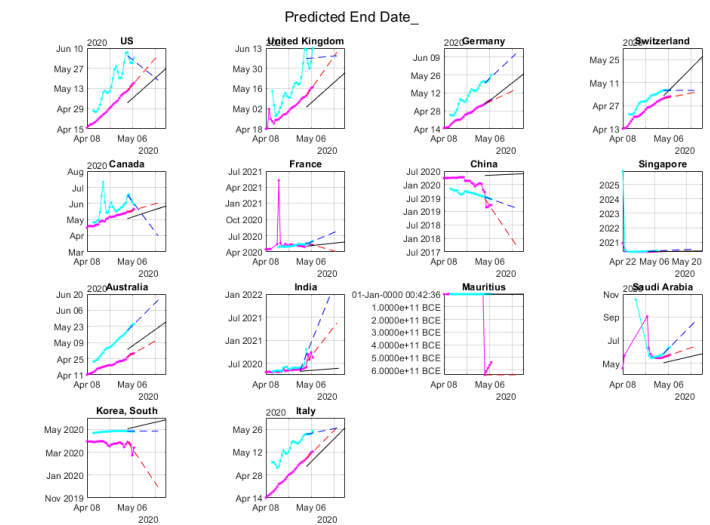 Predicted End Date_
US
2020
Jun 10
May 27
May 13
Apr 29
Apr 15
Apr 08
May 06
2020
United Kingdom
Jun 13
May 30
May 16
May 02
Apr 18
Apr 08
May 06
2020
Germany
2020
Jun 09
May 26
May 12
Apr 28
Apr 14
Apr 08
May 06
2020
Switzerland
May 25
May 11
Apr 27
Apr 13
Apr 08
May 06
2020
Canada
2020
Aug
Jul
Jun
May
Apr
Mar
Apr 08
May 06
2020
France
Jul 2021
Apr 2021
Jan 2021
Oct 2020
Jul 2020
Apr 2020
Apr 08
May 06
2020
China
Jul 2020
Jan 2020
Jul 2019
Jan 2019
Jul 2018
Jan 2018
Jul 2017
Apr 08
May 06
2020
Singapore
2025
2024
2023
2022
2021
Apr 22
May 06
May 20
2020
Australia
2020
Jun 20
Jun 06
May 23
May 09
Apr 25
Apr 11
Apr 08
May 06
2020
India
Jan 2022
Jul 2021
Jan 2021
Jul 2020
Apr 08
May 06
2020
Mauritius
01-Jan-0000 00:42:36
1.0000e+11 BCE
2.0000e+11 BCE
3.0000e+11 BCE
4.0000e+11 BCE
5.0000e+11 BCE
6.0000e+11 BCE
Apr 08
May 06
2020
Saudi Arabia
Nov
Sep
Jul
May
Apr 08
May 06
2020
Korea, South
May 2020
Mar 2020
Jan 2020
Nov 2019
Apr 08
May 06
2020
Italy
2020
May 26
May 12
Apr 28
Apr 14
Apr 08
May 06
2020